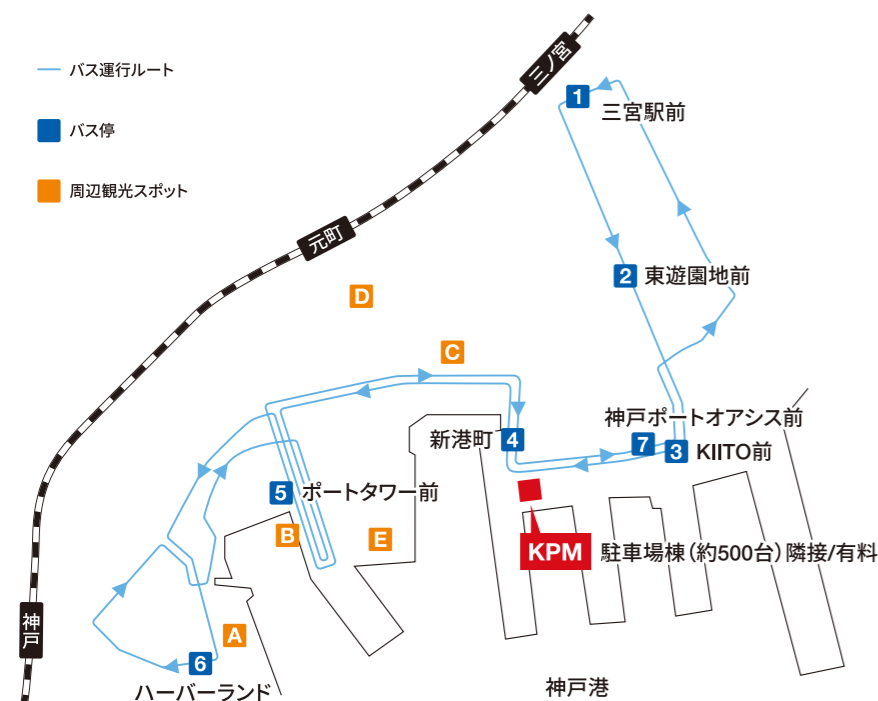 バス運行ルート
バス停
周辺観光スポット
三ノ宮
1
三宮駅前
元町
2
東遊園地前
D
C
神戸ポートオアシス前
新港町
4
7
3
KIITO前
5
ポートタワー前
B
E
KPM
駐車場棟(約500台)隣接/有料
神戸
A
6
ハーバーランド
神戸港